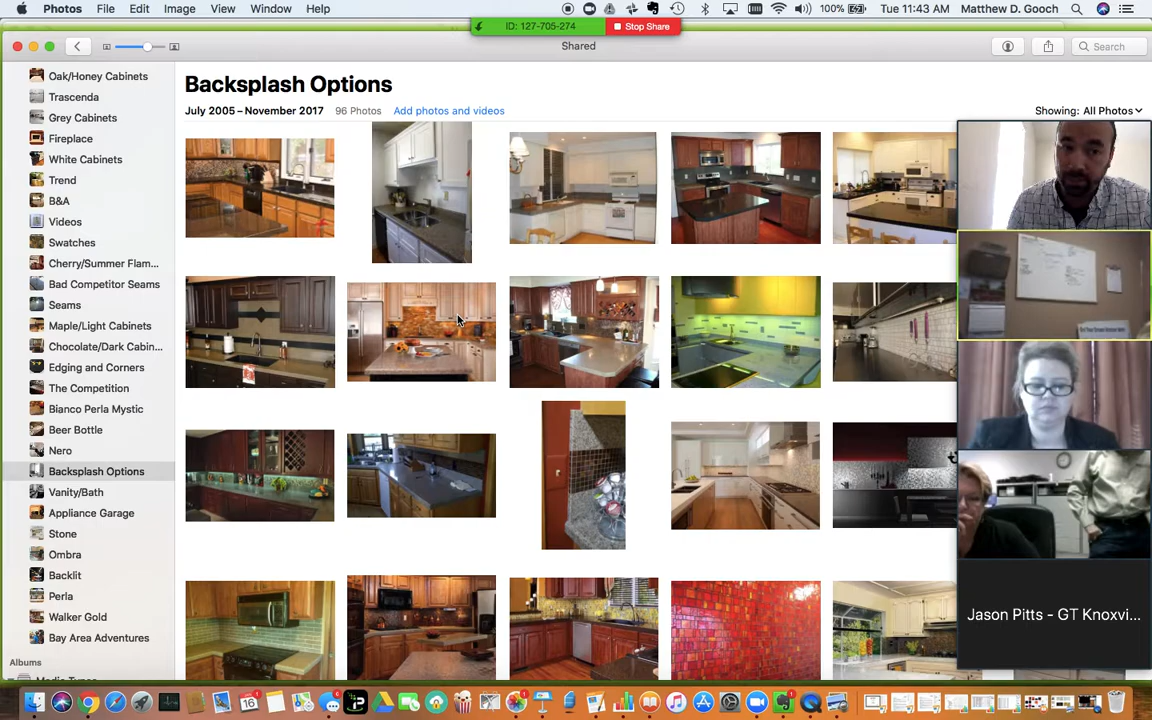 Photos File Edit Image View Window Help 100% Tue 11:43 AM Matthew D. Gooch
ID: 127-705-274 Stop Share
Shared
Search
Oak/Honey Cabinets
Trascenda
Grey Cabinets
Fireplace
White Cabinets
Trend
B&A
Videos
Swatches
Cherry/Summer Flam...
Bad Competitor Seams
Seams
Maple/Light Cabinets
Chocolate/Dark Cabin...
Edging and Corners
The Competition
Bianco Perla Mystic
Beer Bottle
Nero
Backsplash Options
Vanity/Bath
Appliance Garage
Stone
Ombra
Backlit
Perla
Walker Gold
Bay Area Adventures
Albums
Backsplash Options
July 2005 – November 2017 96 Photos Add photos and videos
Showing: All Photos
Jason Pitts - GT Knoxvi...